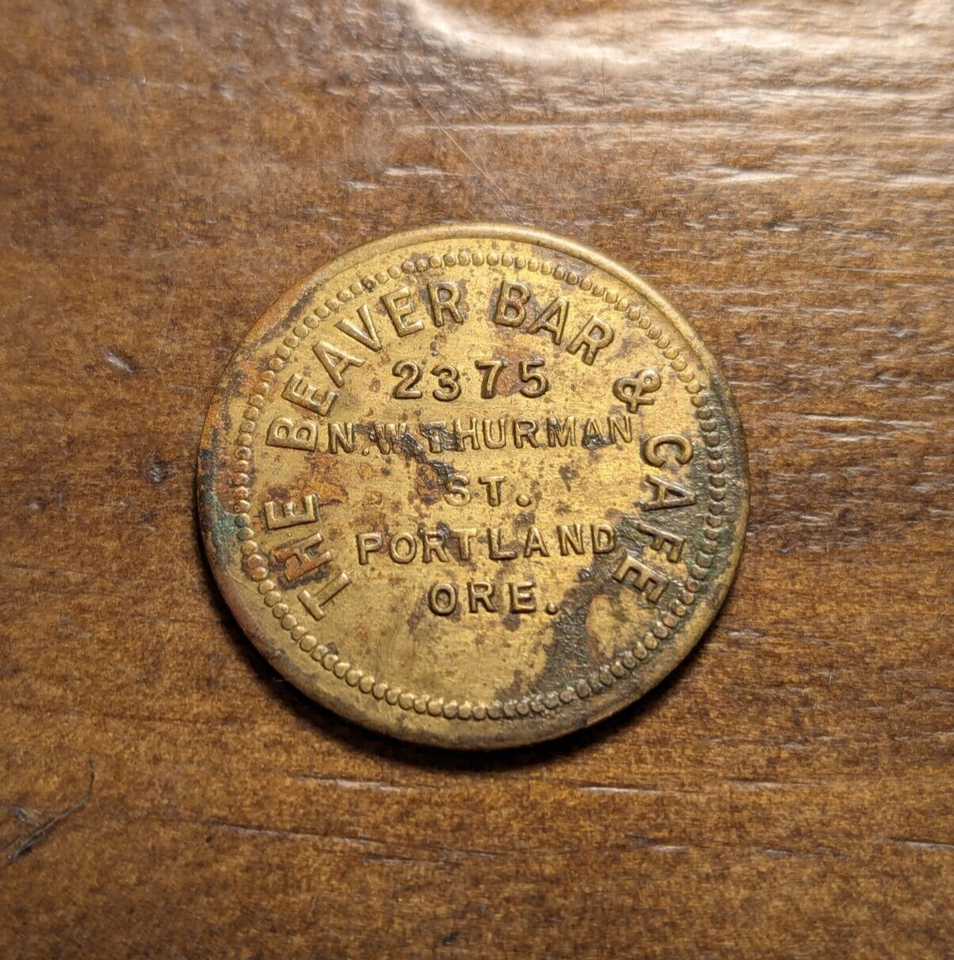 THE BEAVER BAR & CAFE
2375
N.W. THURMAN
ST.
PORTLAND
ORE.